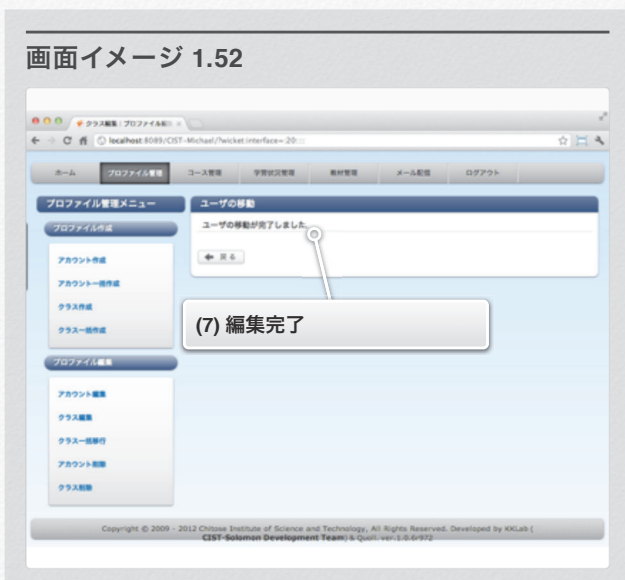 画面イメージ 1.52
クラス編集 | プロファイル編集
localhost:8089/CIST-Michael/?wicket:interface=:20::::
ホーム プロファイル管理 コース管理 学習状況管理 教材管理 メール配信 ログアウト
プロファイル管理メニュー
プロファイル作成
アカウント作成
アカウント一括作成
クラス作成
クラス一括作成
プロファイル編集
アカウント編集
クラス編集
クラス一括移行
アカウント削除
クラス削除
ユーザの移動
ユーザの移動が完了しました。
戻る
(7) 編集完了
Copyright © 2009 - 2012 Chitose Institute of Science and Technology, All Rights Reserved. Developed by KKLab (
CIST-Solomon Development Team) & Quoll. ver.1.0.6r972